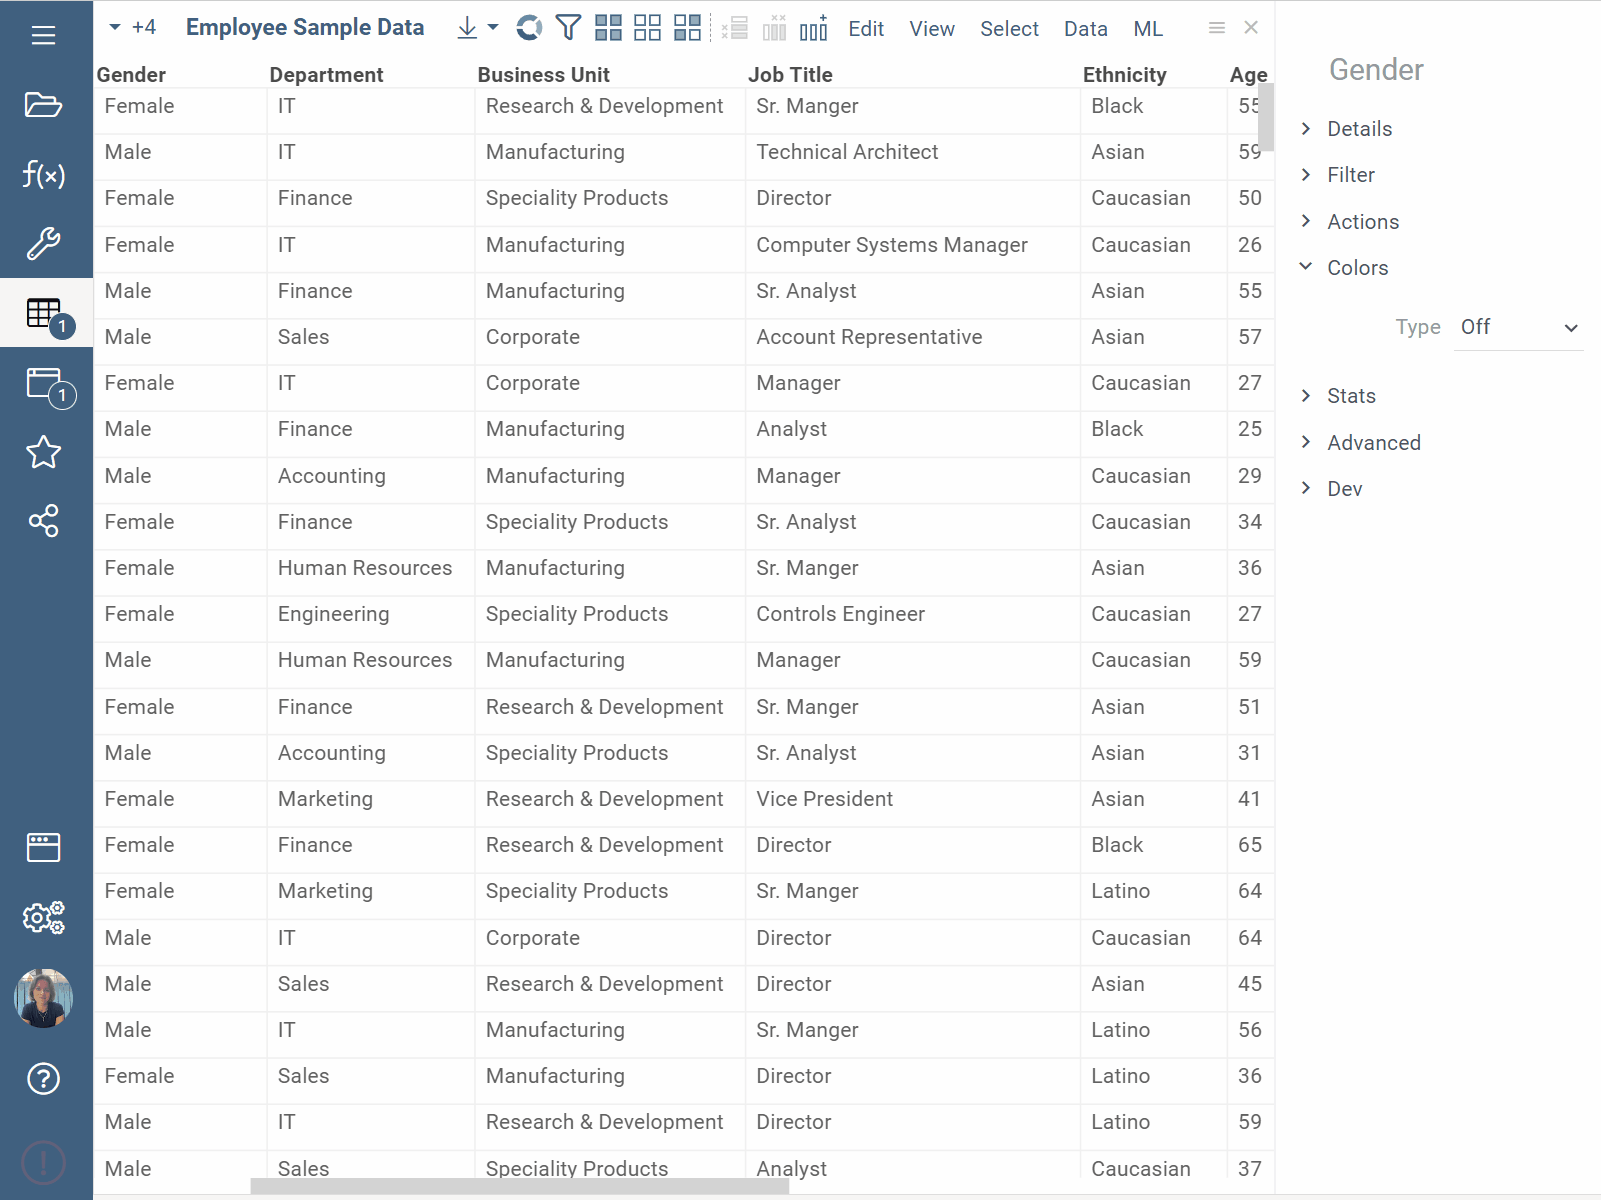 +4 Employee Sample Data Edit View Select Data ML
Gender Department Business Unit Job Title Ethnicity Age
Female IT Research & Development Sr. Manger Black 55
Male IT Manufacturing Technical Architect Asian 59
Female Finance Speciality Products Director Caucasian 50
Female IT Manufacturing Computer Systems Manager Caucasian 26
Male Finance Manufacturing Sr. Analyst Asian 55
Male Sales Corporate Account Representative Asian 57
Female IT Corporate Manager Caucasian 27
Male Finance Manufacturing Analyst Black 25
Male Accounting Manufacturing Manager Caucasian 29
Female Finance Speciality Products Sr. Analyst Caucasian 34
Female Human Resources Manufacturing Sr. Manger Asian 36
Female Engineering Speciality Products Controls Engineer Caucasian 27
Male Human Resources Manufacturing Manager Caucasian 59
Female Finance Research & Development Sr. Manger Asian 51
Male Accounting Speciality Products Sr. Analyst Asian 31
Female Marketing Research & Development Vice President Asian 41
Female Finance Research & Development Director Black 65
Female Marketing Speciality Products Sr. Manger Latino 64
Male IT Corporate Director Caucasian 64
Male Sales Research & Development Director Asian 45
Male IT Manufacturing Sr. Manger Latino 56
Female Sales Manufacturing Director Latino 36
Male IT Research & Development Director Latino 59
Male Sales Speciality Products Analyst Caucasian 37
f(x)
1
1
Gender
Details
Filter
Actions
Colors
Type Off
Stats
Advanced
Dev